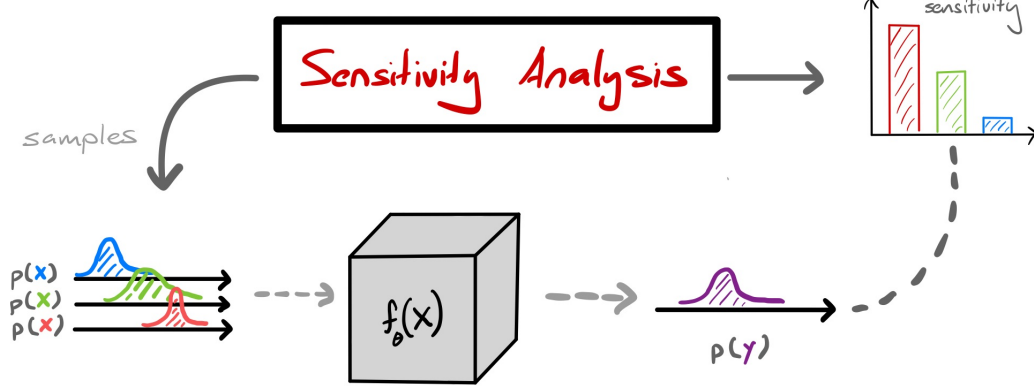 sensitivity
Sensitivity Analysis
samples
p(x)
p(x)
p(x)
fθ(x)
p(y)